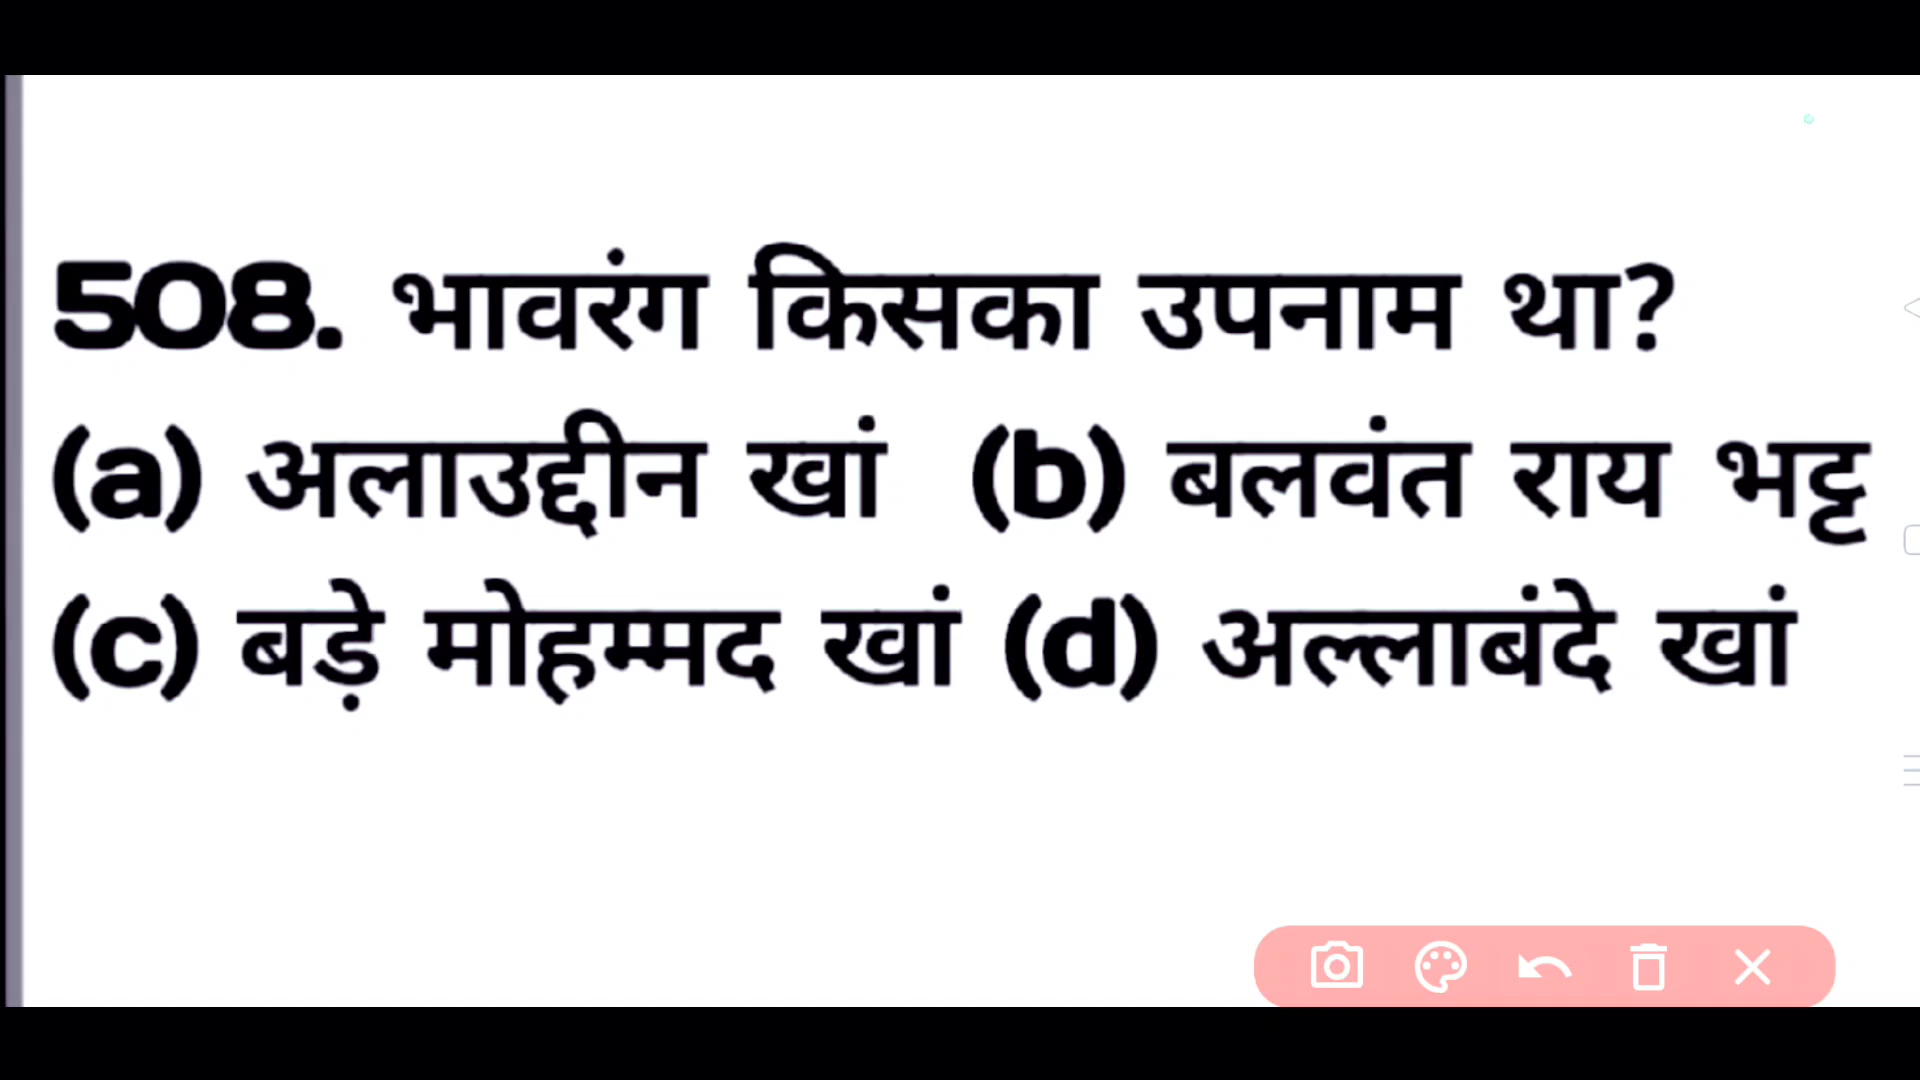 508. भावरंग किसका उपनाम था?
(a) अलाउद्दीन खां (b) बलवंत राय भट्ट
(c) बड़े मोहम्मद खां (d) अल्लाबंदे खां